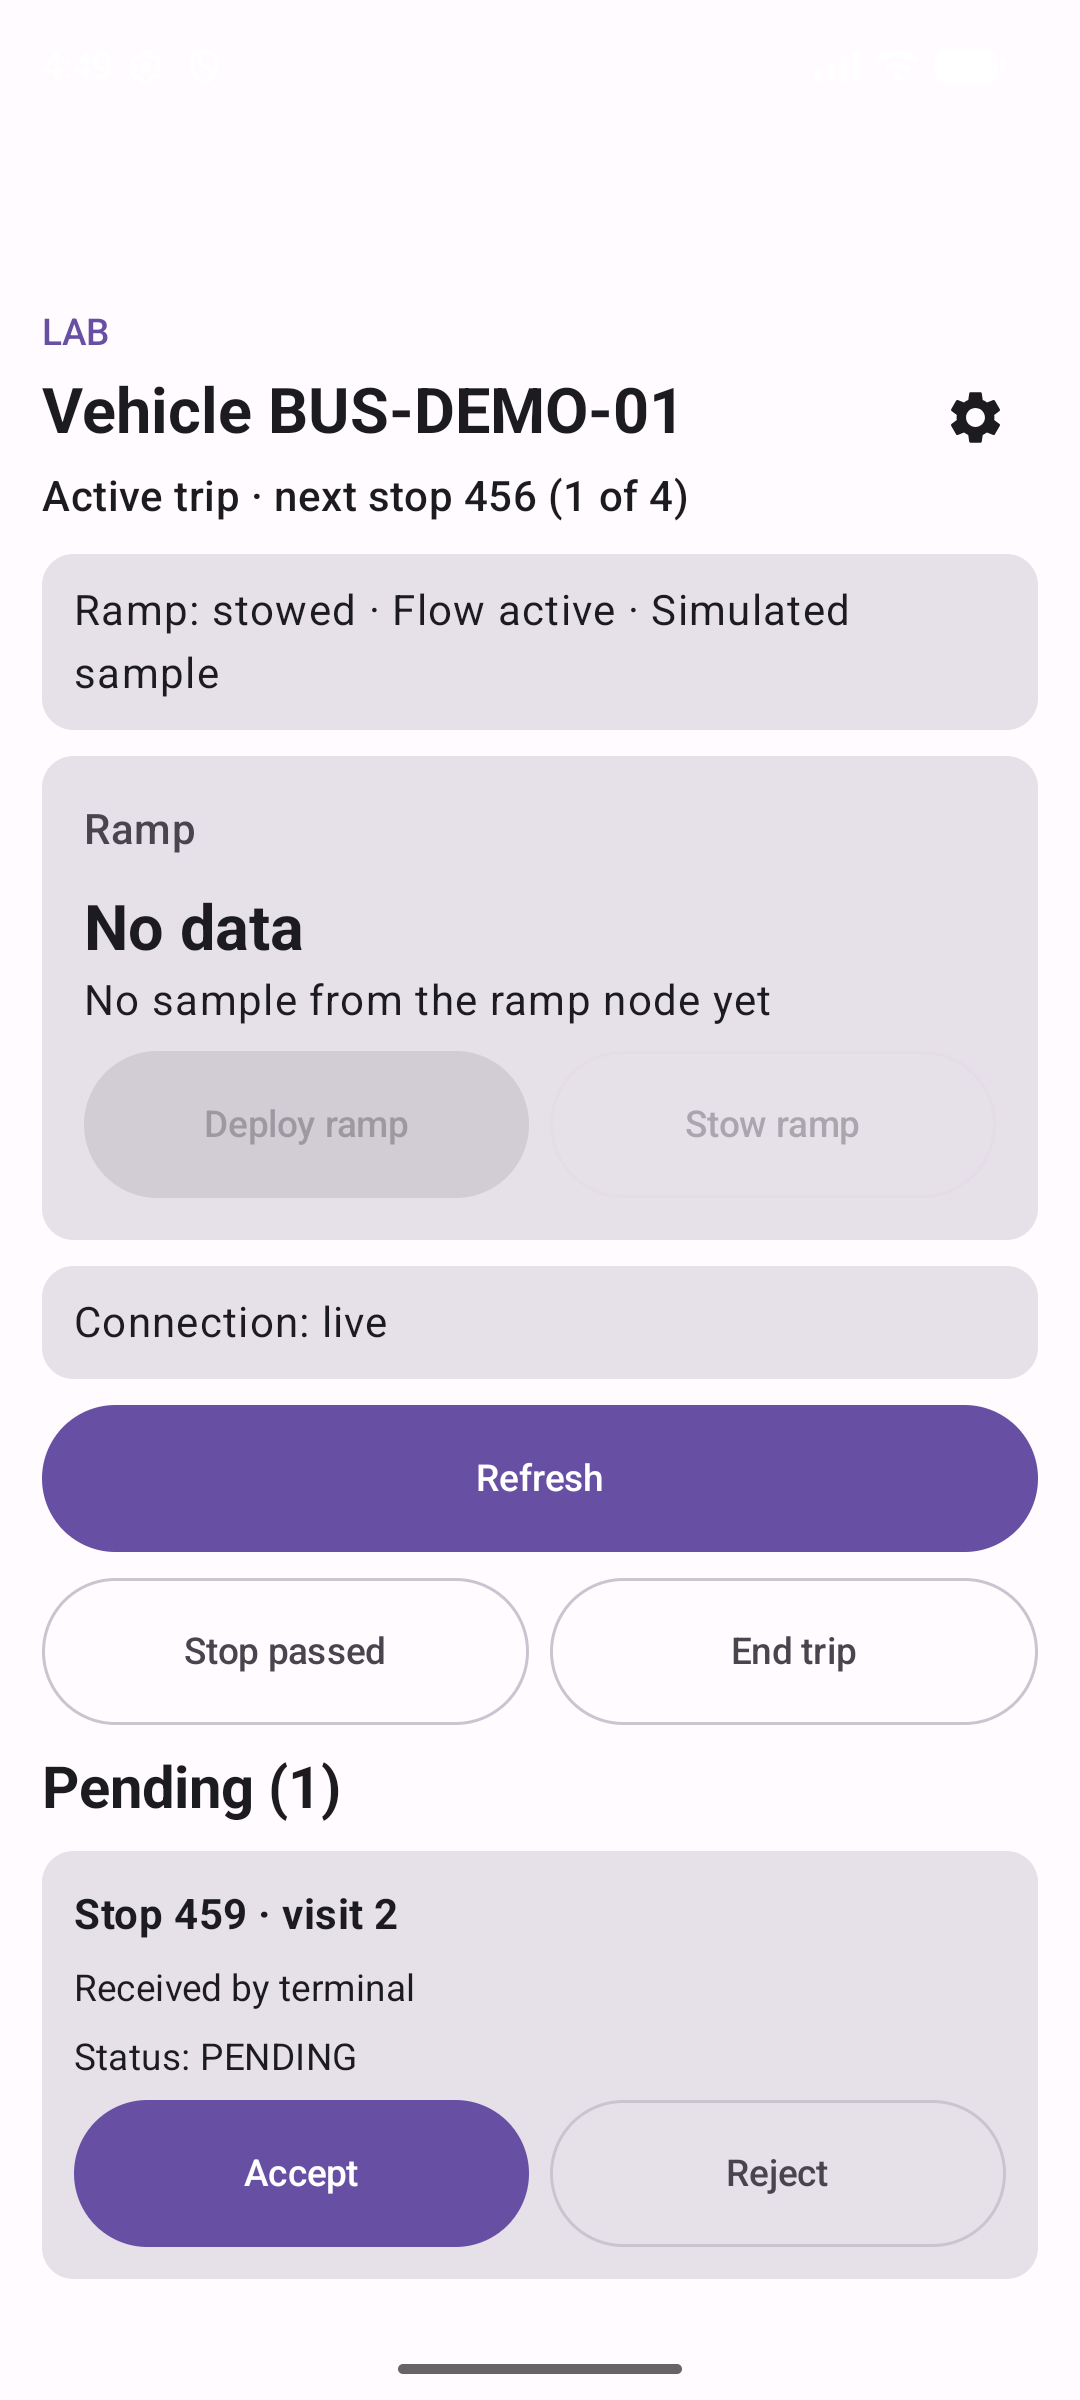 LAB
Vehicle BUS-DEMO-01
Active trip · next stop 456 (1 of 4)
Ramp: stowed · Flow active · Simulated
sample
Ramp
No data
No sample from the ramp node yet
Deploy ramp
Stow ramp
Connection: live
Refresh
Stop passed
End trip
Pending (1)
Stop 459 · visit 2
Received by terminal
Status: PENDING
Accept
Reject